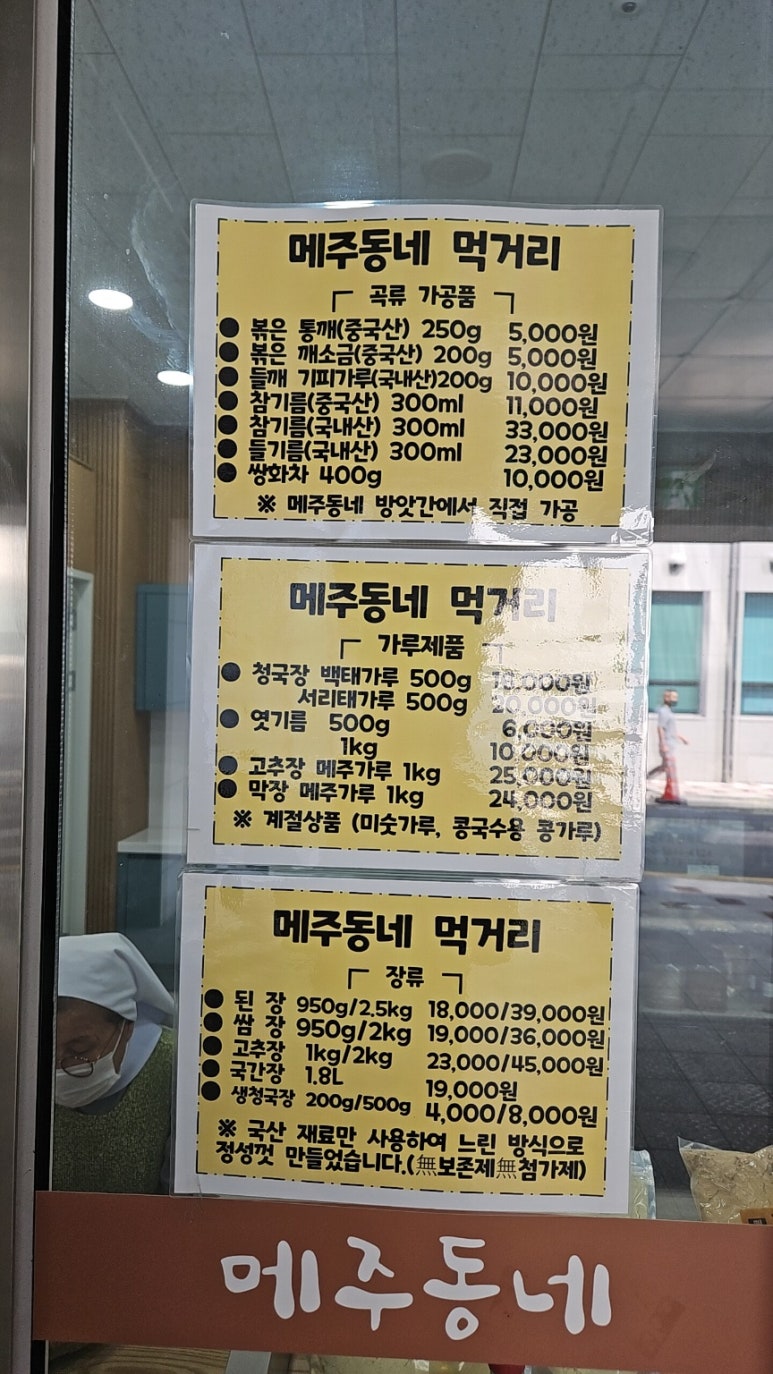 메주동네 먹거리
┌ 곡류 가공품 ┐
● 볶은 통깨(중국산) 250g 5,000원
● 볶은 깨소금(중국산) 200g 5,000원
● 들깨 기피가루(국내산)200g 10,000원
● 참기름(중국산) 300ml 11,000원
● 참기름(국내산) 300ml 33,000원
● 들기름(국내산) 300ml 23,000원
● 쌍화차 400g 10,000원
※ 메주동네 방앗간에서 직접 가공
메주동네 먹거리
┌ 가루제품 ┐
● 청국장 백태가루 500g
서리태가루 500g 20,000원
● 엿기름 500g 6,000원
1kg 10,000원
● 고추장 메주가루 1kg 25,000원
● 막장 메주가루 1kg 24,000원
※ 계절상품 (미숫가루, 콩국수용 콩가루)
메주동네 먹거리
┌ 장류 ┐
● 된 장 950g/2.5kg 18,000/39,000원
● 쌈 장 950g/2kg 19,000/36,000원
● 고추장 1kg/2kg 23,000/45,000원
● 국간장 1.8L 19,000원
● 생청국장 200g/500g 4,000/8,000원
※ 국산 재료만 사용하여 느린 방식으로
정성껏 만들었습니다.(無보존제無첨가제)
메주동네